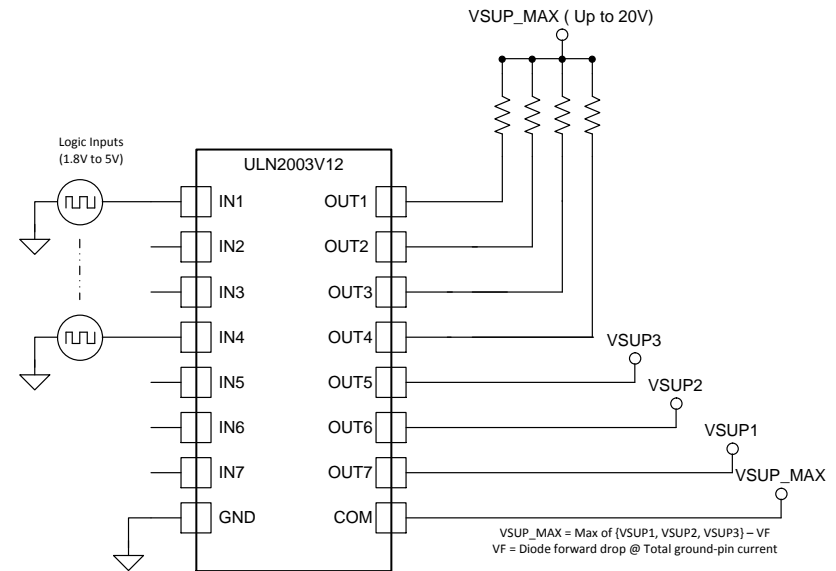 VSUP_MAX ( Up to 20V)
Logic Inputs
(1.8V to 5V)
ULN2003V12
IN1 OUT1
IN2 OUT2
IN3 OUT3
IN4 OUT4
VSUP3
IN5 OUT5
VSUP2
IN6 OUT6
VSUP1
IN7 OUT7
VSUP_MAX
GND COM
VSUP_MAX = Max of {VSUP1, VSUP2, VSUP3} – VF
VF = Diode forward drop @ Total ground-pin current